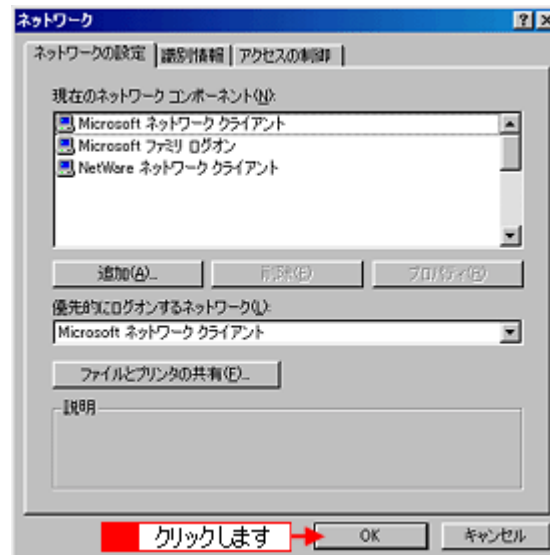 ネットワーク
ネットワークの設定 識別情報 アクセスの制御
現在のネットワーク コンポーネント(N):
Microsoft ネットワーク クライアント
Microsoft ファミリ ログオン
NetWare ネットワーク クライアント
追加(A)... 削除(E) プロパティ(R)
優先的にログオンするネットワーク(L):
Microsoft ネットワーク クライアント
ファイルとプリンタの共有(F)...
説明
クリックします OK キャンセル